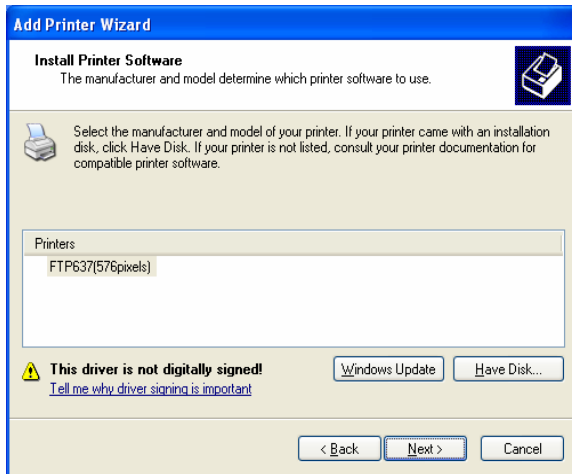 Add Printer Wizard
Install Printer Software
The manufacturer and model determine which printer software to use.
Select the manufacturer and model of your printer. If your printer came with an installation
disk, click Have Disk. If your printer is not listed, consult your printer documentation for
compatible printer software.
Printers
FTP637(576pixels)
This driver is not digitally signed!
Tell me why driver signing is important
Windows Update
Have Disk...
< Back
Next >
Cancel